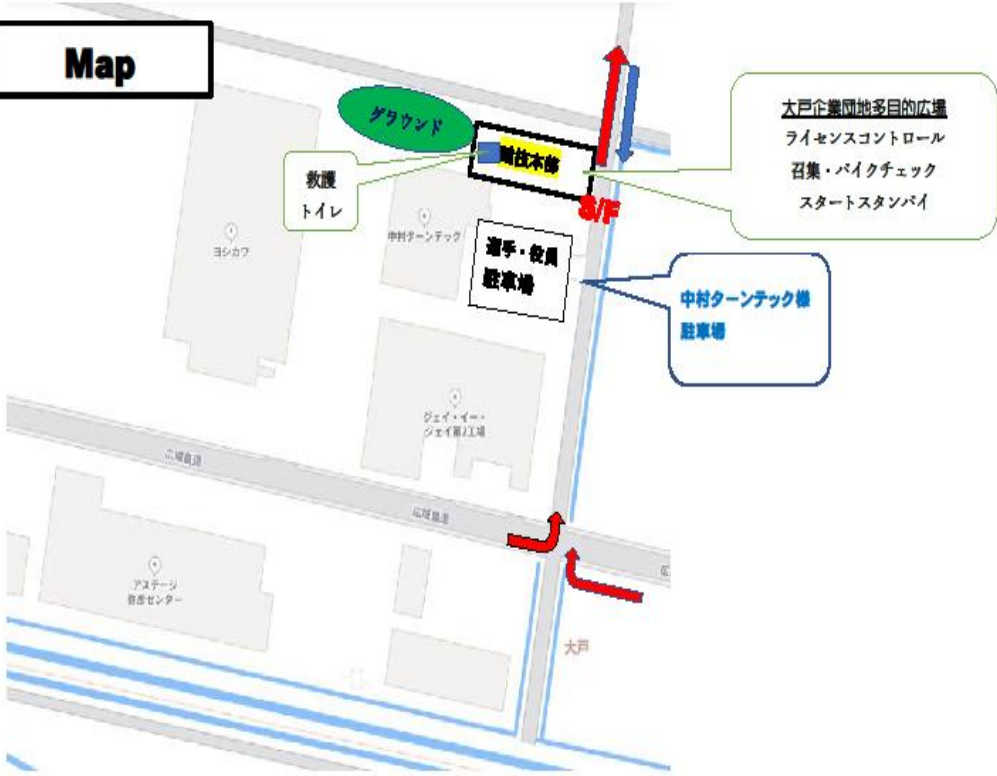 Map
グラウンド
競技本部
大戸企業団地多目的広場
ライセンスコントロール
召集・バイクチェック
スタートスタンバイ
救護
トイレ
S/F
ヨシカワ
中村ターンテック
選手・役員
駐車場
中村ターンテック様
駐車場
ジェイ・イー・
ジェイ第2工場
広域農道
広域農道
アステージ
弥彦センター
大戸